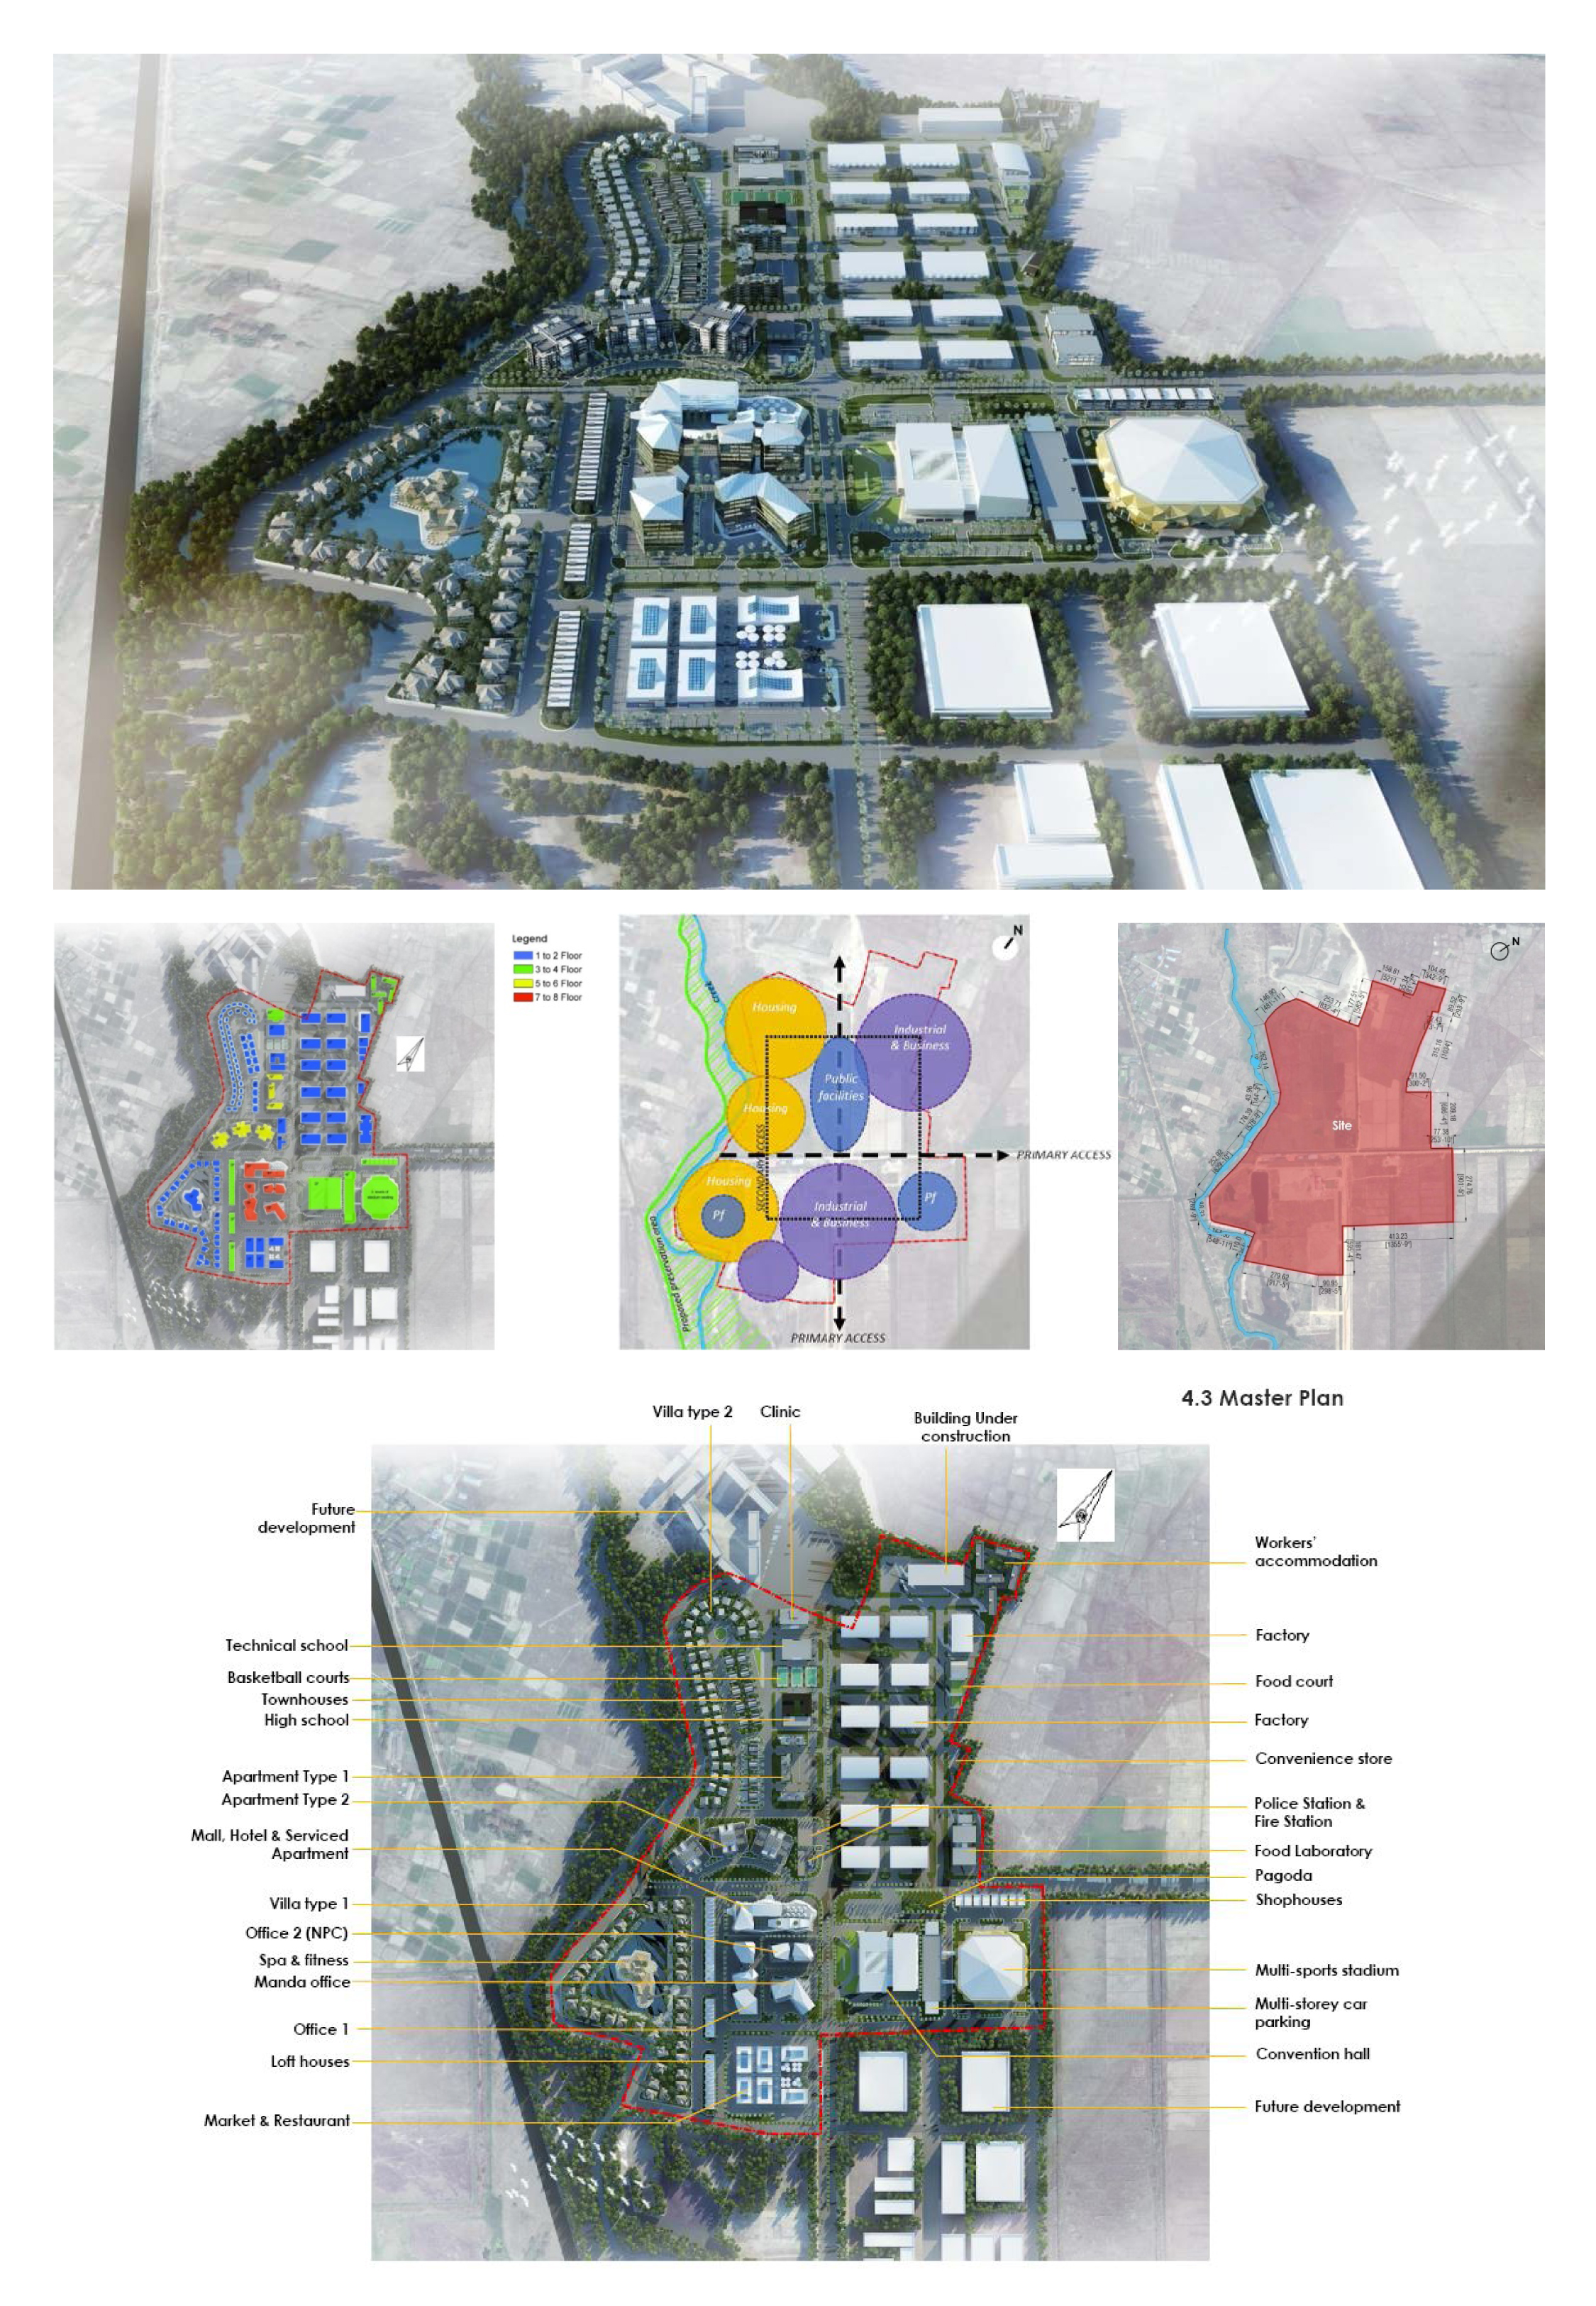 Legend
1 to 2 Floor
3 to 4 Floor
5 to 6 Floor
7 to 8 Floor
N
creek
Housing
Industrial
& Business
Public
facilities
Housing
SECONDARY ACCESS
PRIMARY ACCESS
Housing
Pf
Industrial
& Business
Pf
Proposed preservation area
PRIMARY ACCESS
N
Site
413.23
4.3 Master Plan
Villa type 2
Clinic
Building Under
construction
Future
development
Technical school
Basketball courts
Townhouses
High school
Apartment Type 1
Apartment Type 2
Mall, Hotel & Serviced
Apartment
Villa type 1
Office 2 (NPC)
Spa & fitness
Manda office
Office 1
Loft houses
Market & Restaurant
Workers'
accommodation
Factory
Food court
Factory
Convenience store
Police Station &
Fire Station
Food Laboratory
Pagoda
Shophouses
Multi-sports stadium
Multi-storey car
parking
Convention hall
Future development